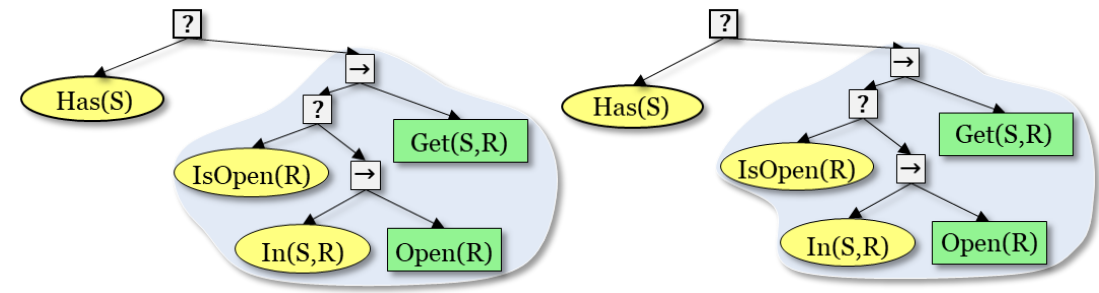 ?
→
Has(S)
?
Get(S,R)
IsOpen(R)
→
In(S,R)
Open(R)
?
→
Has(S)
?
Get(S,R)
IsOpen(R)
→
In(S,R)
Open(R)